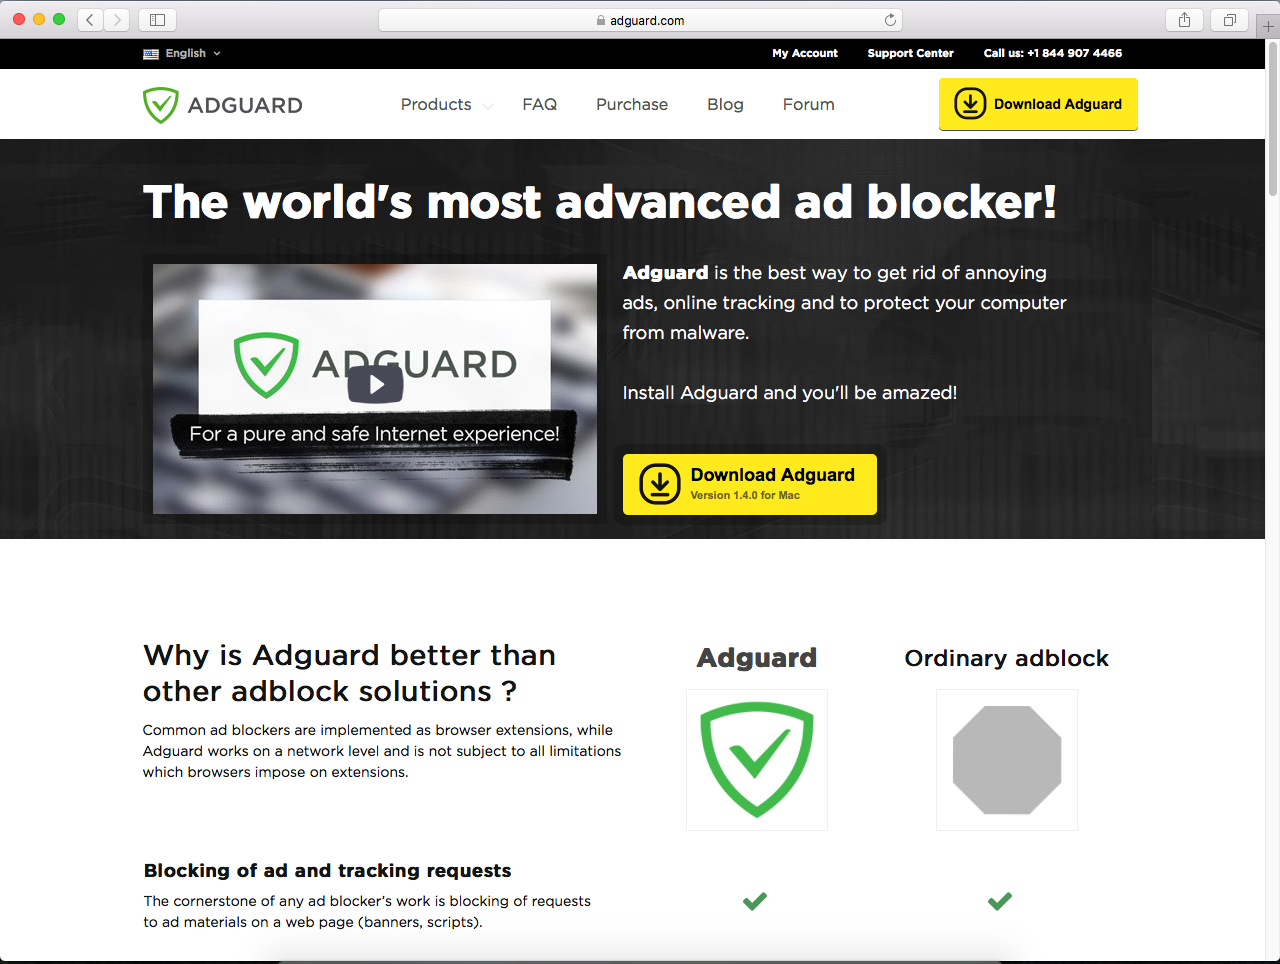 adguard.com
English
My Account
Support Center
Call us: +1 844 907 4466
ADGUARD
Products
FAQ
Purchase
Blog
Forum
Download Adguard
The world's most advanced ad blocker!
ADGUARD
For a pure and safe Internet experience!
Adguard is the best way to get rid of annoying
ads, online tracking and to protect your computer
from malware.
Install Adguard and you'll be amazed!
Download Adguard
Version 1.4.0 for Mac
Why is Adguard better than
other adblock solutions ?
Common ad blockers are implemented as browser extensions, while
Adguard works on a network level and is not subject to all limitations
which browsers impose on extensions.
Adguard
Ordinary adblock
Blocking of ad and tracking requests
The cornerstone of any ad blocker’s work is blocking of requests
to ad materials on a web page (banners, scripts).